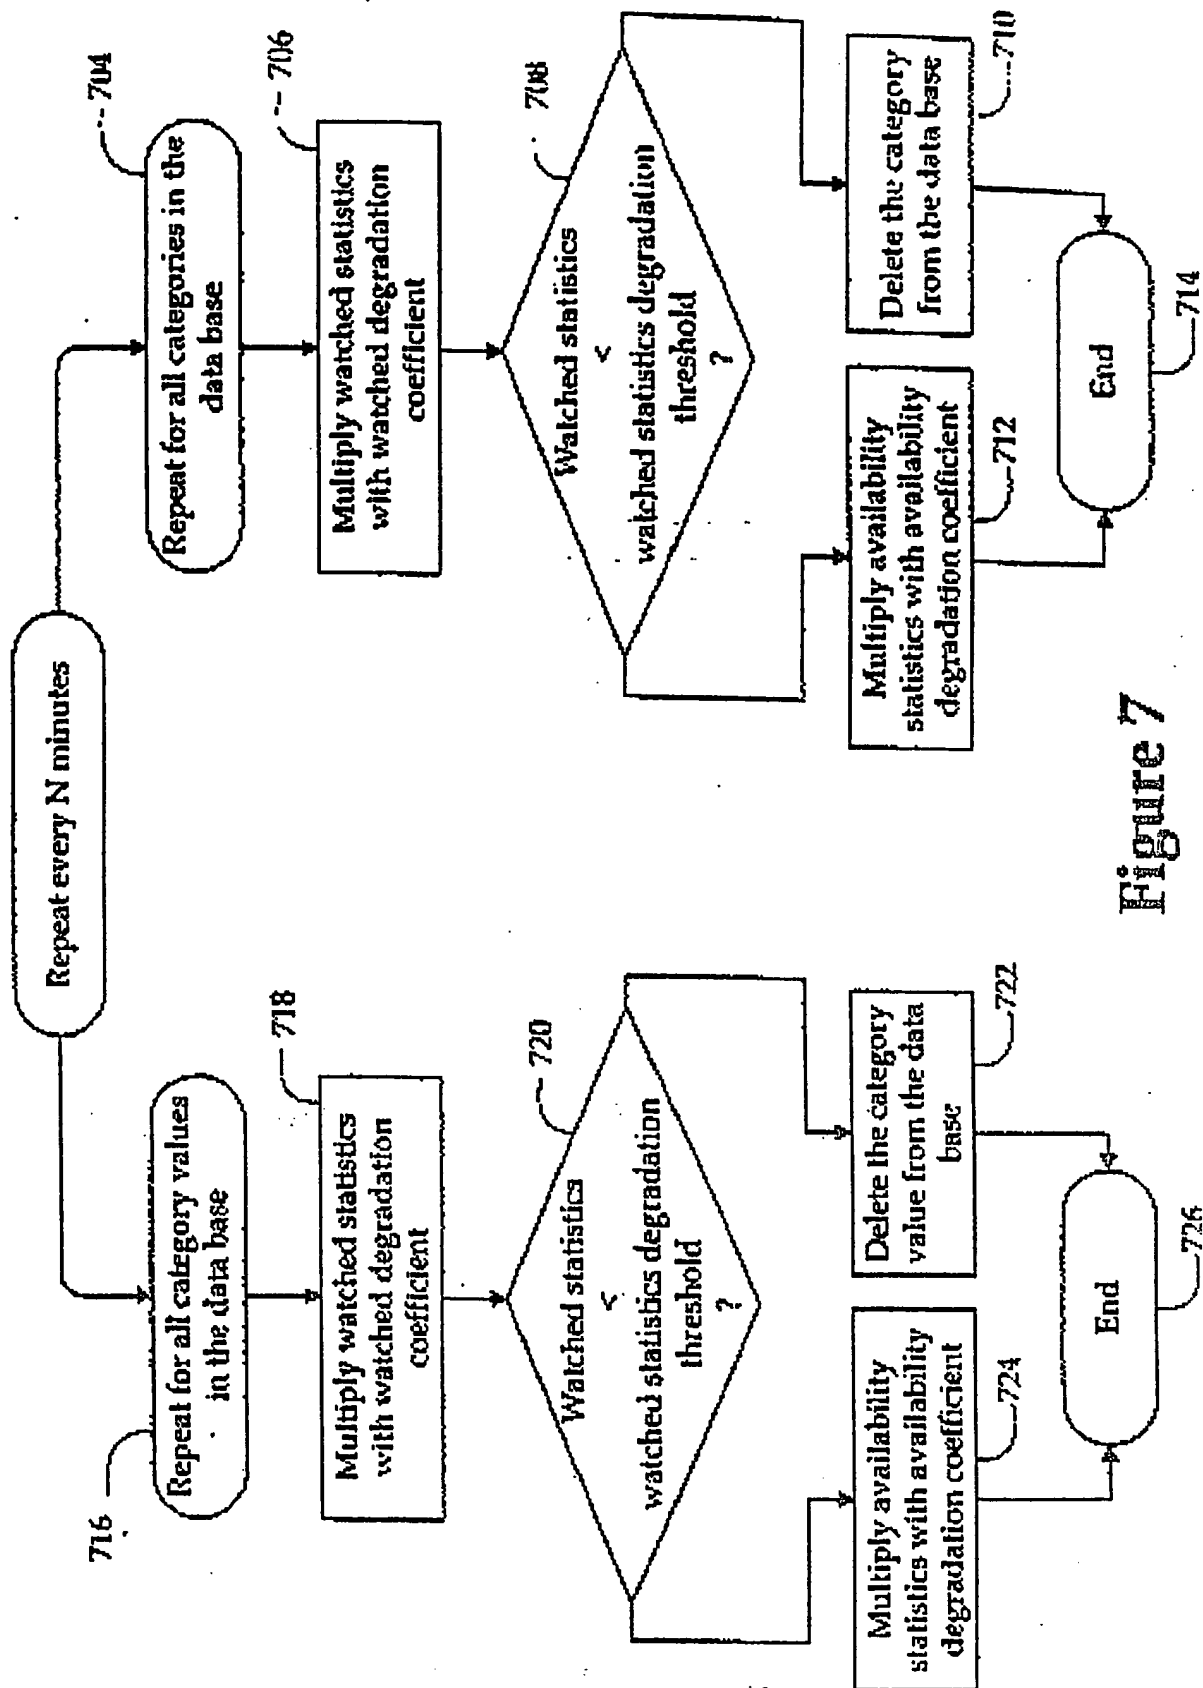 Repeat every N minutes
716
Repeat for all category values
in the data base
718
Multiply watched statistics
with watched degradation
coefficient
720
Watched statistics
<
watched statistics degradation
threshold
?
Multiply availability
statistics with availability
degradation coefficient
724
Delete the category
value from the data
base
722
End
726
704
Repeat for all categories in the
data base
706
Multiply watched statistics
with watched degradation
coefficient
708
Watched statistics
<
watched statistics degradation
threshold
?
Multiply availability
statistics with availability
degradation coefficient
712
Delete the category
from the data base
710
End
714
Figure 7